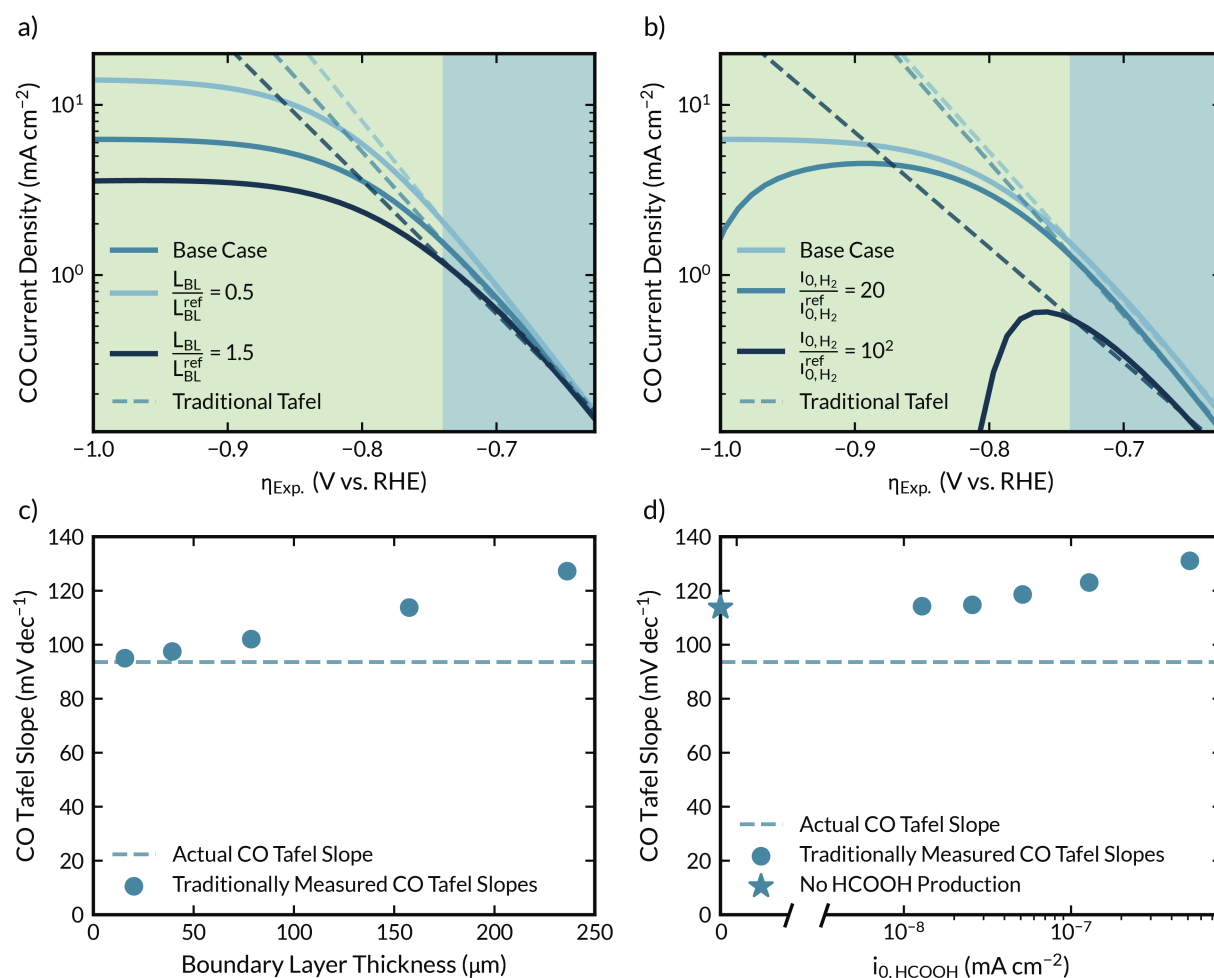 a)
CO Current Density (mA cm⁻²)
10¹
10⁰
Base Case
L_BL / L_BL^ref = 0.5
L_BL / L_BL^ref = 1.5
Traditional Tafel
−1.0 −0.9 −0.8 −0.7
η_Exp. (V vs. RHE)
b)
CO Current Density (mA cm⁻²)
10¹
10⁰
Base Case
i_0,H₂ / i_0,H₂^ref = 20
i_0,H₂ / i_0,H₂^ref = 10²
Traditional Tafel
−1.0 −0.9 −0.8 −0.7
η_Exp. (V vs. RHE)
c)
CO Tafel Slope (mV dec⁻¹)
140
120
100
80
60
40
20
0
Actual CO Tafel Slope
Traditionally Measured CO Tafel Slopes
0 50 100 150 200 250
Boundary Layer Thickness (μm)
d)
CO Tafel Slope (mV dec⁻¹)
140
120
100
80
60
40
20
0
Actual CO Tafel Slope
Traditionally Measured CO Tafel Slopes
No HCOOH Production
0 10⁻⁸ 10⁻⁷
i_0,HCOOH (mA cm⁻²)